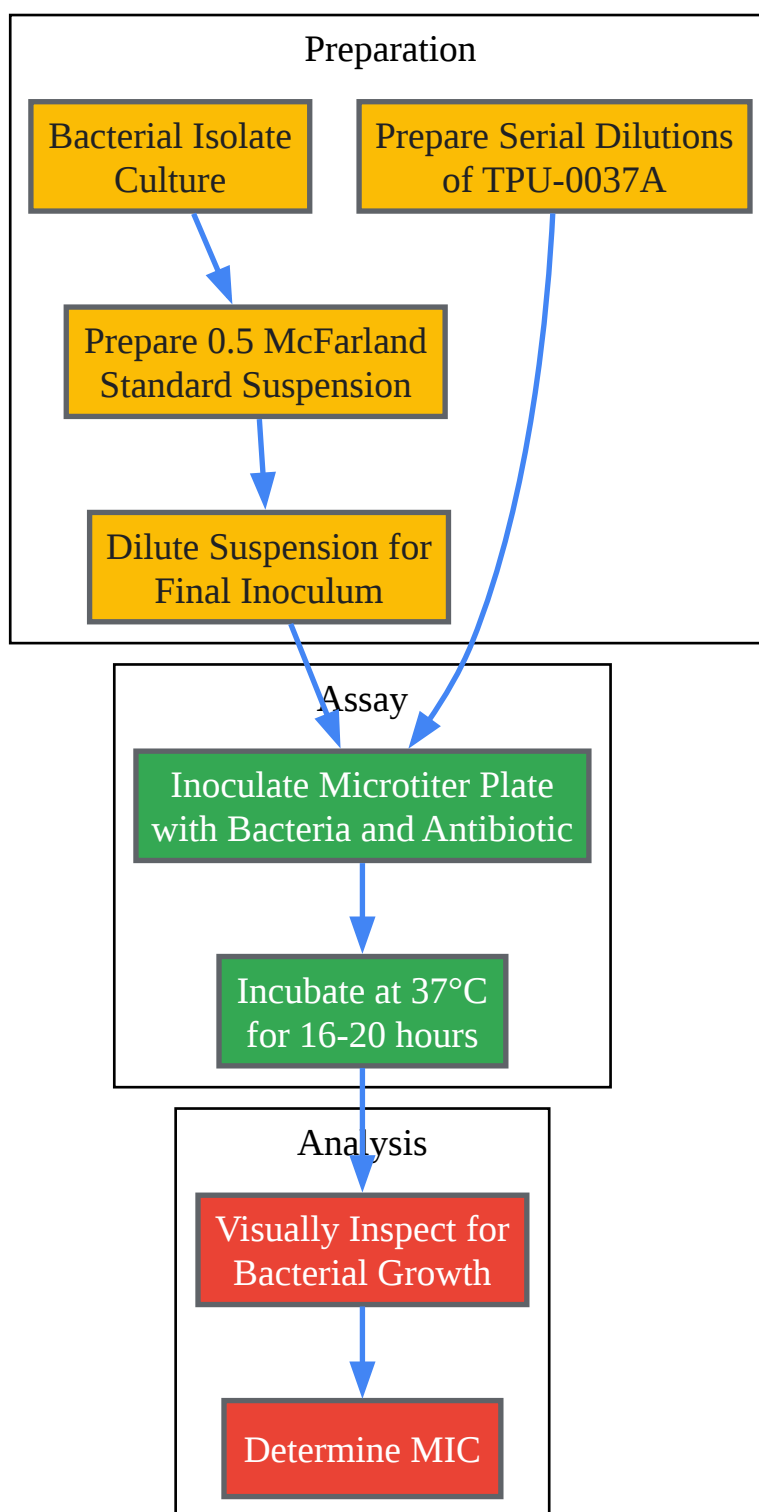 Preparation
Bacterial Isolate
Culture
Prepare Serial Dilutions
of TPU-0037A
Prepare 0.5 McFarland
Standard Suspension
Dilute Suspension for
Final Inoculum
Assay
Inoculate Microtiter Plate
with Bacteria and Antibiotic
Incubate at 37°C
for 16-20 hours
Analysis
Visually Inspect for
Bacterial Growth
Determine MIC